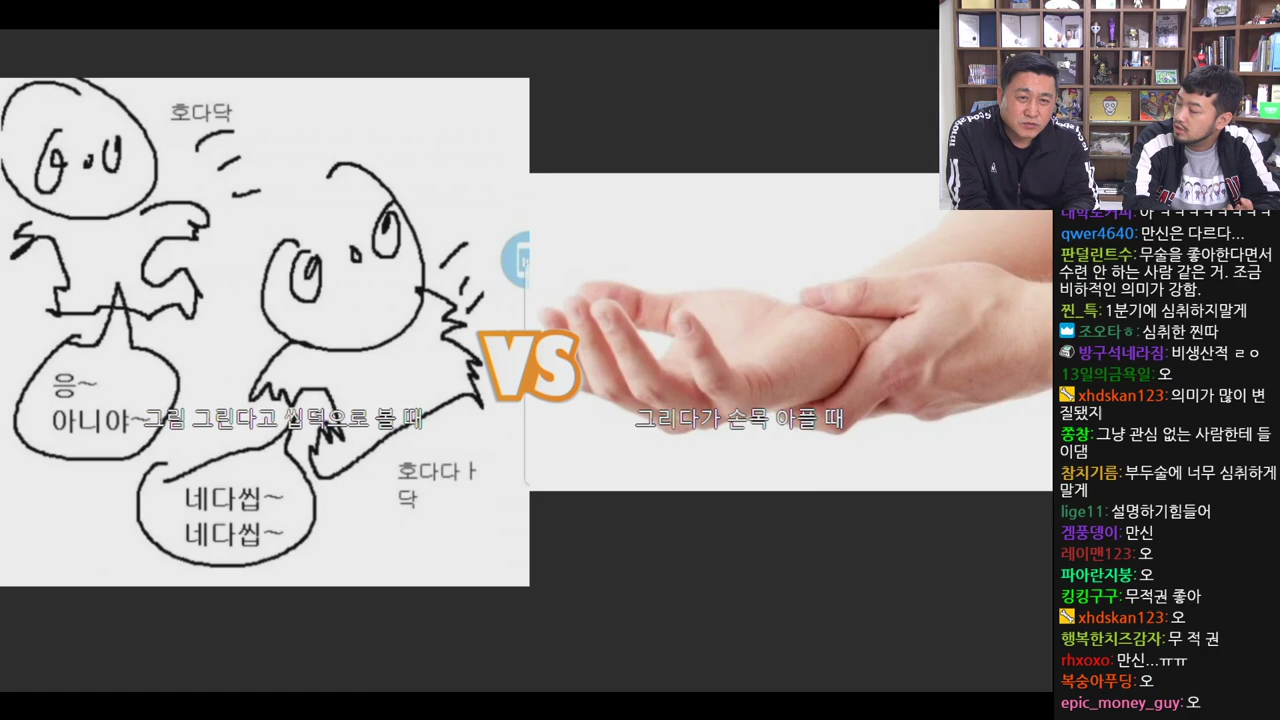 호다닥
응~
아니야~
그림 그린다고 씹덕으로 볼 때
호다다ㅏ
닥
네다씹~
네다씹~
VS
그리다가 손목 아플 때
qwer4640: 만신은 다르다...
판덜린트수: 무술을 좋아한다면서
수련 안 하는 사람 같은 거. 조금
비하적인 의미가 강함.
찐_특: 1분기에 심취하지말게
조오타ㅎ: 심취한 찐따
방구석네라짐: 비생산적 ㄹㅇ
13일의금욕일: 오
xhdskan123: 의미가 많이 변
질됐지
쫑창: 그냥 관심 없는 사람한테 들
이댐
참치기름: 부두술에 너무 심취하게
말게
lige11: 설명하기힘들어
겜풍뎅이: 만신
레이맨123: 오
파아란지붕: 오
킹킹구구: 무적권 좋아
xhdskan123: 오
행복한치즈감자: 무 적 권
rhxoxo: 만신...ㅠㅠ
복숭아푸딩: 오
epic_money_guy: 오